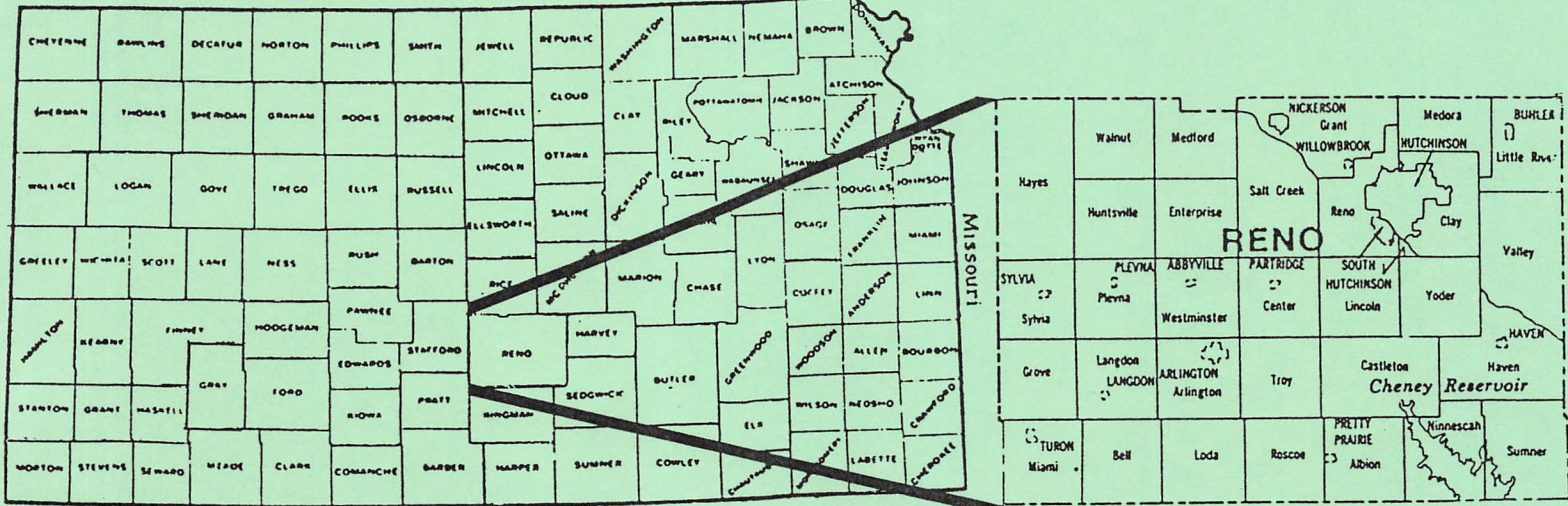 CHEYENNE RAWLINS DECATUR NORTON PHILLIPS SMITH JEWELL REPUBLIC WASHINGTON MARSHALL NEMAHA BROWN DONIPHAN
SHERMAN THOMAS SHERIDAN GRAHAM ROOKS OSBORNE MITCHELL CLOUD CLAY RILEY POTTAWATOMIE JACKSON ATCHISON JEFFERSON
WALLACE LOGAN GOVE TREGO ELLIS RUSSELL LINCOLN OTTAWA DICKINSON GEARY WABAUNSEE SHAW DOUGLAS JOHNSON
GREELEY WICHITA SCOTT LANE NESS RUSH BARTON ELLSWORTH SALINE OSAGE FRANKLIN MIAMI
RICE MARION CHASE LYON COFFEY ANDERSON LINN
HAMILTON KEARNY FINNEY HODGEMAN PAWNEE STAFFORD RENO HARVEY BUTLER GREENWOOD WOODSON ALLEN BOURBON
GRAY FORD EDWARDS PRATT SEDGWICK
STANTON GRANT HASKELL KIOWA KINGMAN ELK WILSON NEOSHO CRAWFORD
MORTON STEVENS SEWARD MEADE CLARK COMANCHE BARBER HARPER SUMNER COWLEY LABETTE CHEROKEE
Missouri
Walnut Medford NICKERSON
Grant
WILLOWBROOK
Medora BUHLER
HUTCHINSON
Hayes Salt Creek
Huntsville Enterprise Reno Clay
RENO
Valley
SYLVIA
Sylvia
PLEVNA
Plevna
ABBYVILLE
Westminster
PARTRIDGE
Center
SOUTH
HUTCHINSON
Lincoln
Yoder
HAVEN
Haven
Grove Langdon
LANGDON
ARLINGTON
Arlington
Troy Castleton
Cheney Reservoir
TURON
Miami
Bell Loda Roscoe
PRETTY
PRAIRIE
Albion
Ninnescah
Sumner